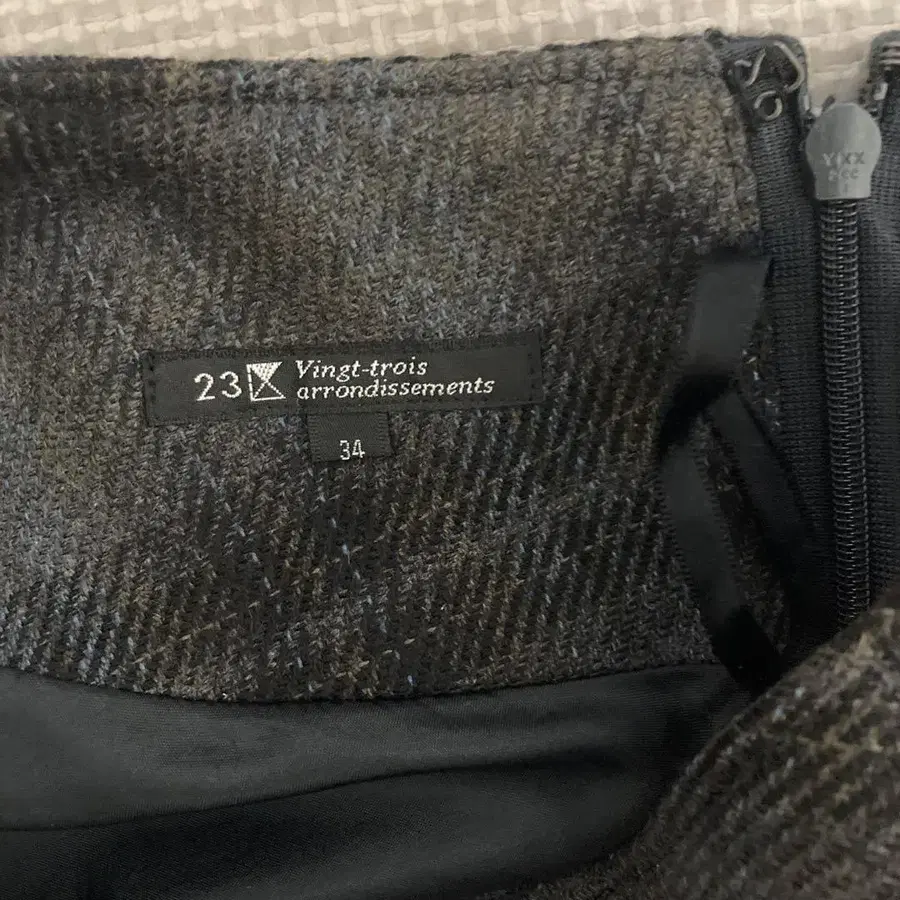 23 Vingt-trois
arrondissements
34